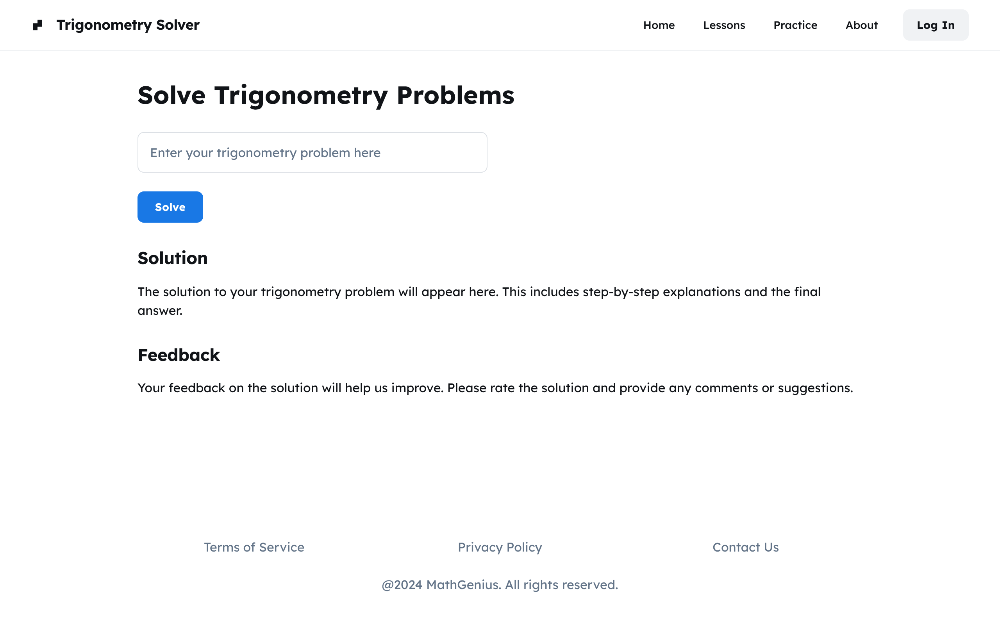 Trigonometry Solver
Home
Lessons
Practice
About
Log In
Solve Trigonometry Problems
Enter your trigonometry problem here
Solve
Solution
The solution to your trigonometry problem will appear here. This includes step-by-step explanations and the final
answer.
Feedback
Your feedback on the solution will help us improve. Please rate the solution and provide any comments or suggestions.
Terms of Service
Privacy Policy
Contact Us
@2024 MathGenius. All rights reserved.